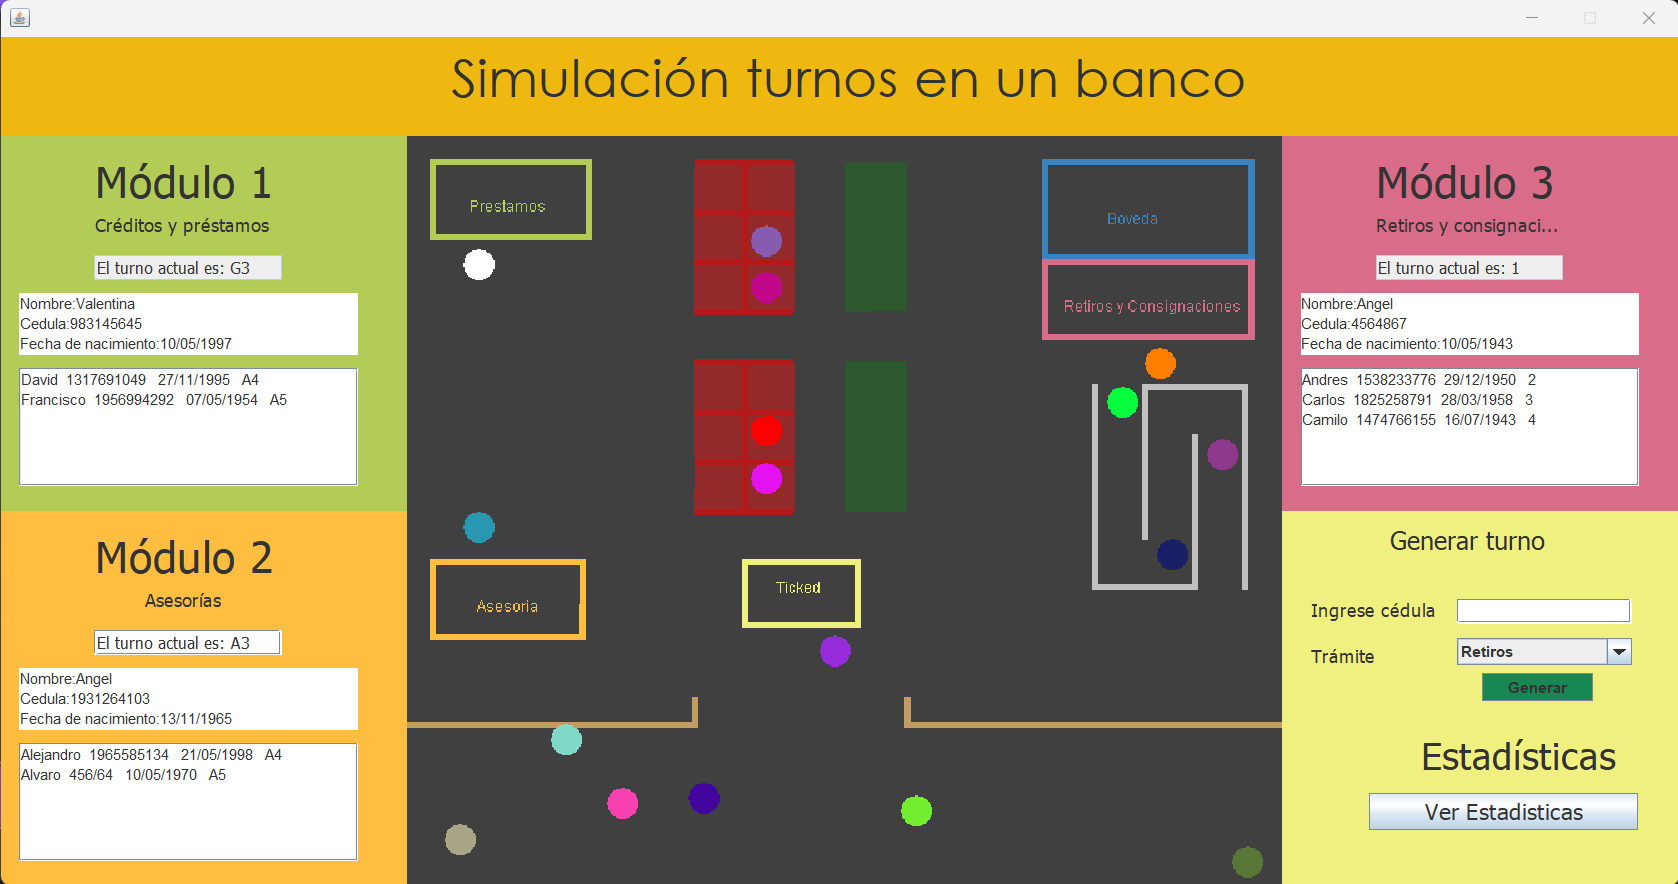 Simulación turnos en un banco
Módulo 1
Créditos y préstamos
El turno actual es: G3
Nombre:Valentina
Cedula:983145645
Fecha de nacimiento:10/05/1997
David 1317691049 27/11/1995 A4
Francisco 1956994292 07/05/1954 A5
Módulo 2
Asesorías
El turno actual es: A3
Nombre:Angel
Cedula:1931264103
Fecha de nacimiento:13/11/1965
Alejandro 1965585134 21/05/1998 A4
Alvaro 456/64 10/05/1970 A5
Prestamos
Boveda
Retiros y Consignaciones
Asesoria
Ticked
Módulo 3
Retiros y consignaci...
El turno actual es: 1
Nombre:Angel
Cedula:4564867
Fecha de nacimiento:10/05/1943
Andres 1538233776 29/12/1950 2
Carlos 1825258791 28/03/1958 3
Camilo 1474766155 16/07/1943 4
Generar turno
Ingrese cédula
Trámite Retiros
Generar
Estadísticas
Ver Estadisticas